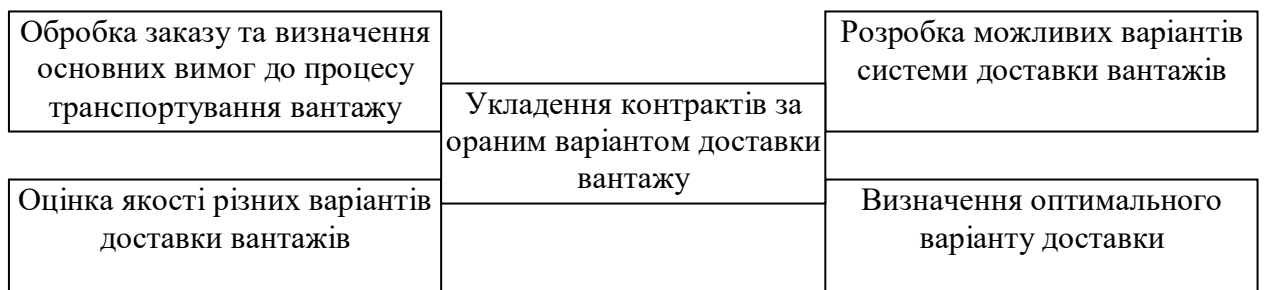 Обробка заказу та визначення
основних вимог до процесу
транспортування вантажу
Розробка можливих варіантів
системи доставки вантажів
Укладення контрактів за
ораним варіантом доставки
вантажу
Оцінка якості різних варіантів
доставки вантажів
Визначення оптимального
варіанту доставки